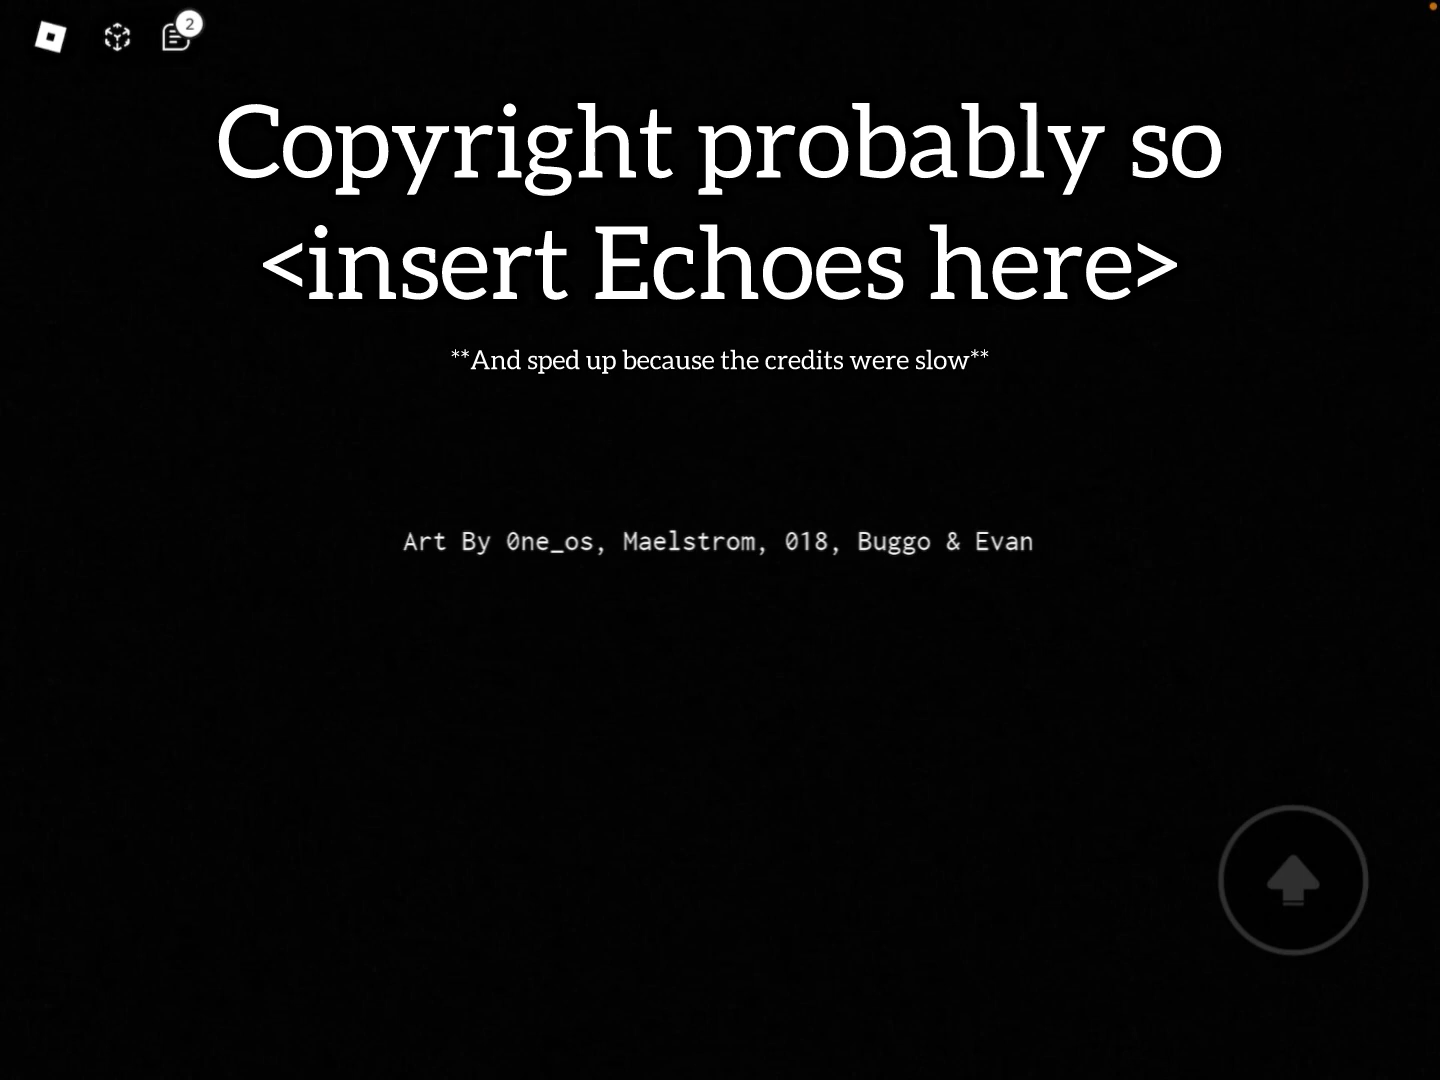 2
Copyright probably so
<insert Echoes here>
**And sped up because the credits were slow**
Art By 0ne_os, Maelstrom, 018, Buggo & Evan